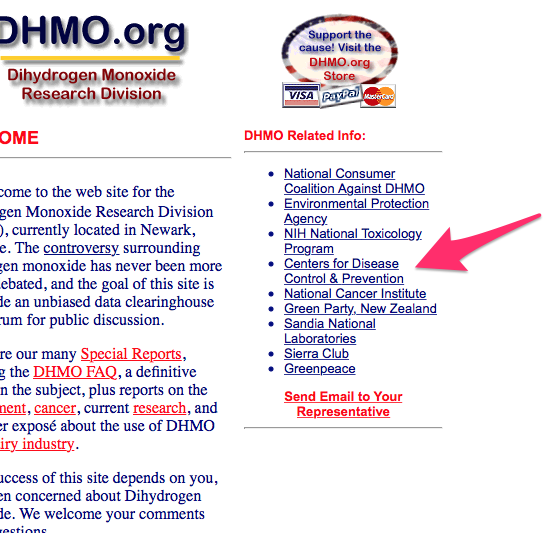 DHMO.org
Dihydrogen Monoxide
Research Division
Support the
cause! Visit the
DHMO.org
Store
VISA PayPal MasterCard
OME
come to the web site for the
gen Monoxide Research Division
), currently located in Newark,
e. The controversy surrounding
gen monoxide has never been more
ebated, and the goal of this site is
de an unbiased data clearinghouse
rum for public discussion.
re our many Special Reports,
g the DHMO FAQ, a definitive
n the subject, plus reports on the
ment, cancer, current research, and
er exposé about the use of DHMO
iry industry.
uccess of this site depends on you,
en concerned about Dihydrogen
de. We welcome your comments
gestions.
DHMO Related Info:
• National Consumer
Coalition Against DHMO
• Environmental Protection
Agency
• NIH National Toxicology
Program
• Centers for Disease
Control & Prevention
• National Cancer Institute
• Green Party, New Zealand
• Sandia National
Laboratories
• Sierra Club
• Greenpeace
Send Email to Your
Representative